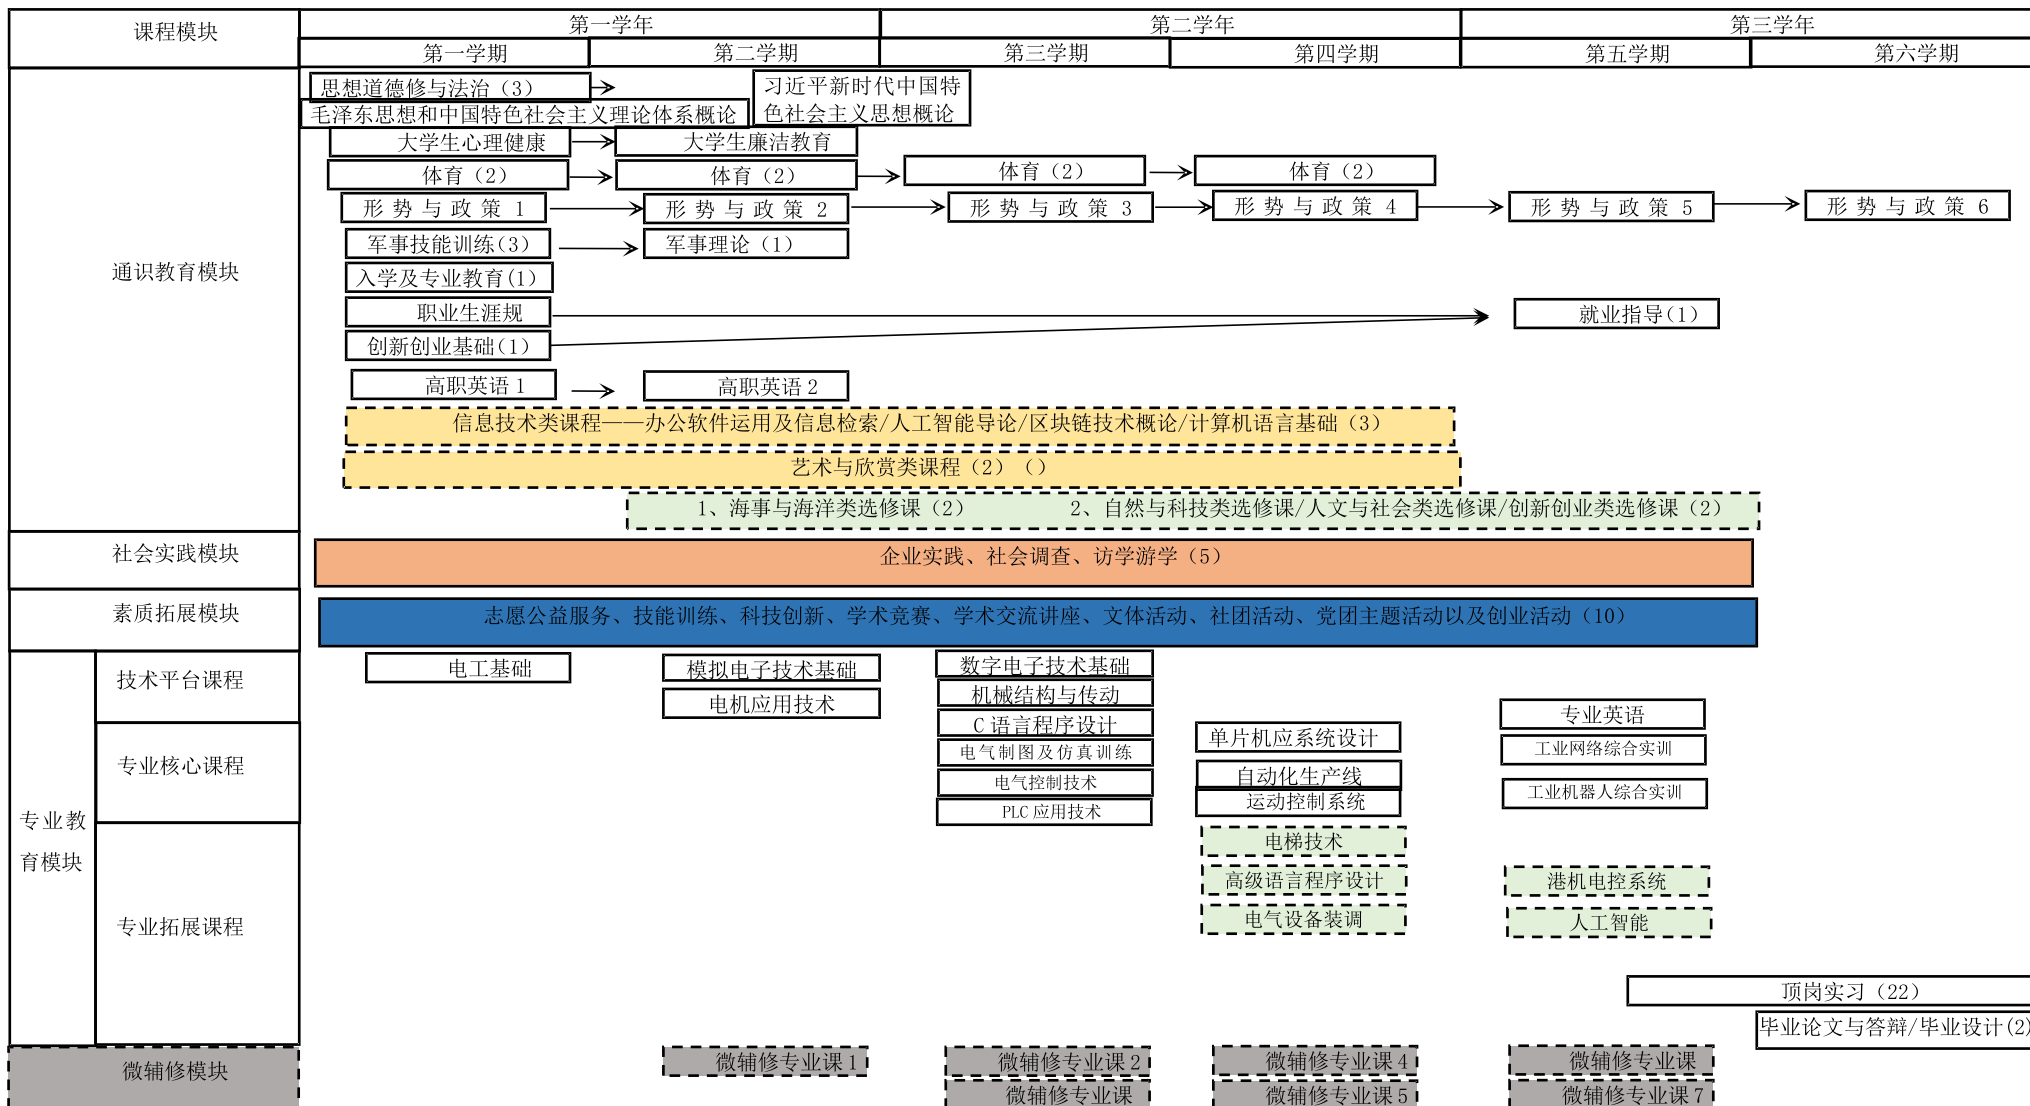 课程模块
第一学年
第二学年
第三学年
第一学期
第二学期
第三学期
第四学期
第五学期
第六学期
通识教育模块
思想道德修与法治（3）
习近平新时代中国特
色社会主义思想概论
毛泽东思想和中国特色社会主义理论体系概论
大学生心理健康
大学生廉洁教育
体育（2）
体育（2）
体育（2）
体育（2）
形势与政策 1
形势与政策 2
形势与政策 3
形势与政策 4
形势与政策 5
形势与政策 6
军事技能训练(3)
军事理论（1）
入学及专业教育(1)
职业生涯规
就业指导(1)
创新创业基础(1)
高职英语 1
高职英语 2
信息技术类课程——办公软件运用及信息检索/人工智能导论/区块链技术概论/计算机语言基础（3）
艺术与欣赏类课程（2）（）
1、海事与海洋类选修课（2）
2、自然与科技类选修课/人文与社会类选修课/创新创业类选修课（2）
社会实践模块
企业实践、社会调查、访学游学（5）
素质拓展模块
志愿公益服务、技能训练、科技创新、学术竞赛、学术交流讲座、文体活动、社团活动、党团主题活动以及创业活动（10）
专业教
育模块
技术平台课程
电工基础
模拟电子技术基础
电机应用技术
数字电子技术基础
机械结构与传动
C 语言程序设计
电气制图及仿真训练
电气控制技术
PLC 应用技术
专业核心课程
单片机应系统设计
自动化生产线
运动控制系统
专业英语
工业网络综合实训
工业机器人综合实训
专业拓展课程
电梯技术
高级语言程序设计
电气设备装调
港机电控系统
人工智能
顶岗实习（22）
毕业论文与答辩/毕业设计(2)
微辅修模块
微辅修专业课 1
微辅修专业课 2
微辅修专业课 4
微辅修专业课
微辅修专业课
微辅修专业课 5
微辅修专业课 7